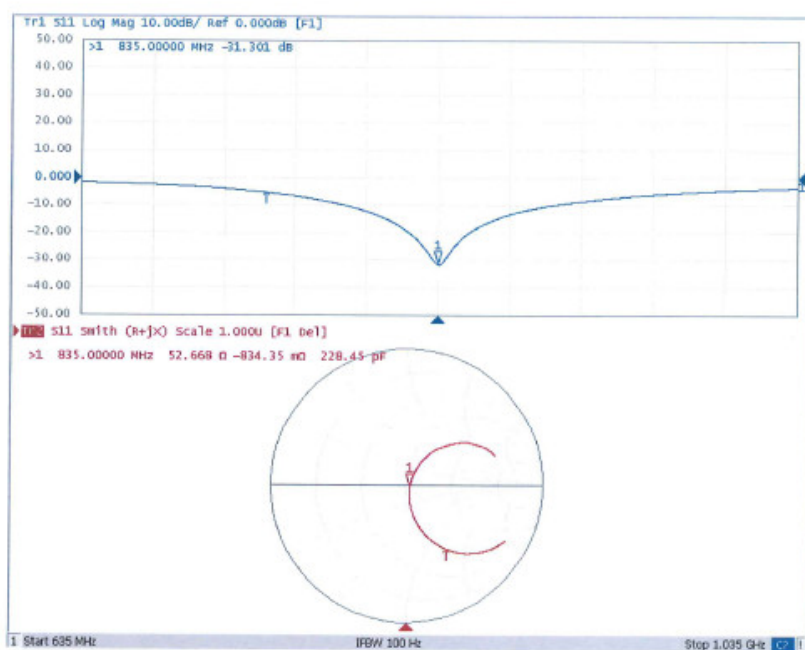 Tr1 S11 Log Mag 10.00dB/ Ref 0.000dB [F1]
50.00
>1 835.00000 MHz -31.301 dB
40.00
30.00
20.00
10.00
0.000
-10.00
-20.00
1
-30.00
-40.00
-50.00
S11 Smith (R+jX) Scale 1.000U [F1 Del]
>1 835.00000 MHz 52.668 Ω -834.35 mΩ 228.45 pF
1
1 Start 635 MHz IFBW 100 Hz Stop 1.035 GHz C? !